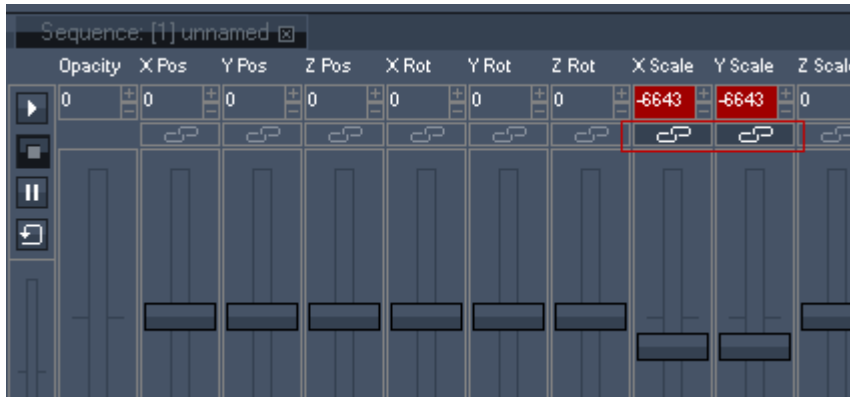 Sequence: [1] unnamed
Opacity X Pos Y Pos Z Pos X Rot Y Rot Z Rot X Scale Y Scale Z Scal
0 0 0 0 0 0 0 -6643 -6643 0